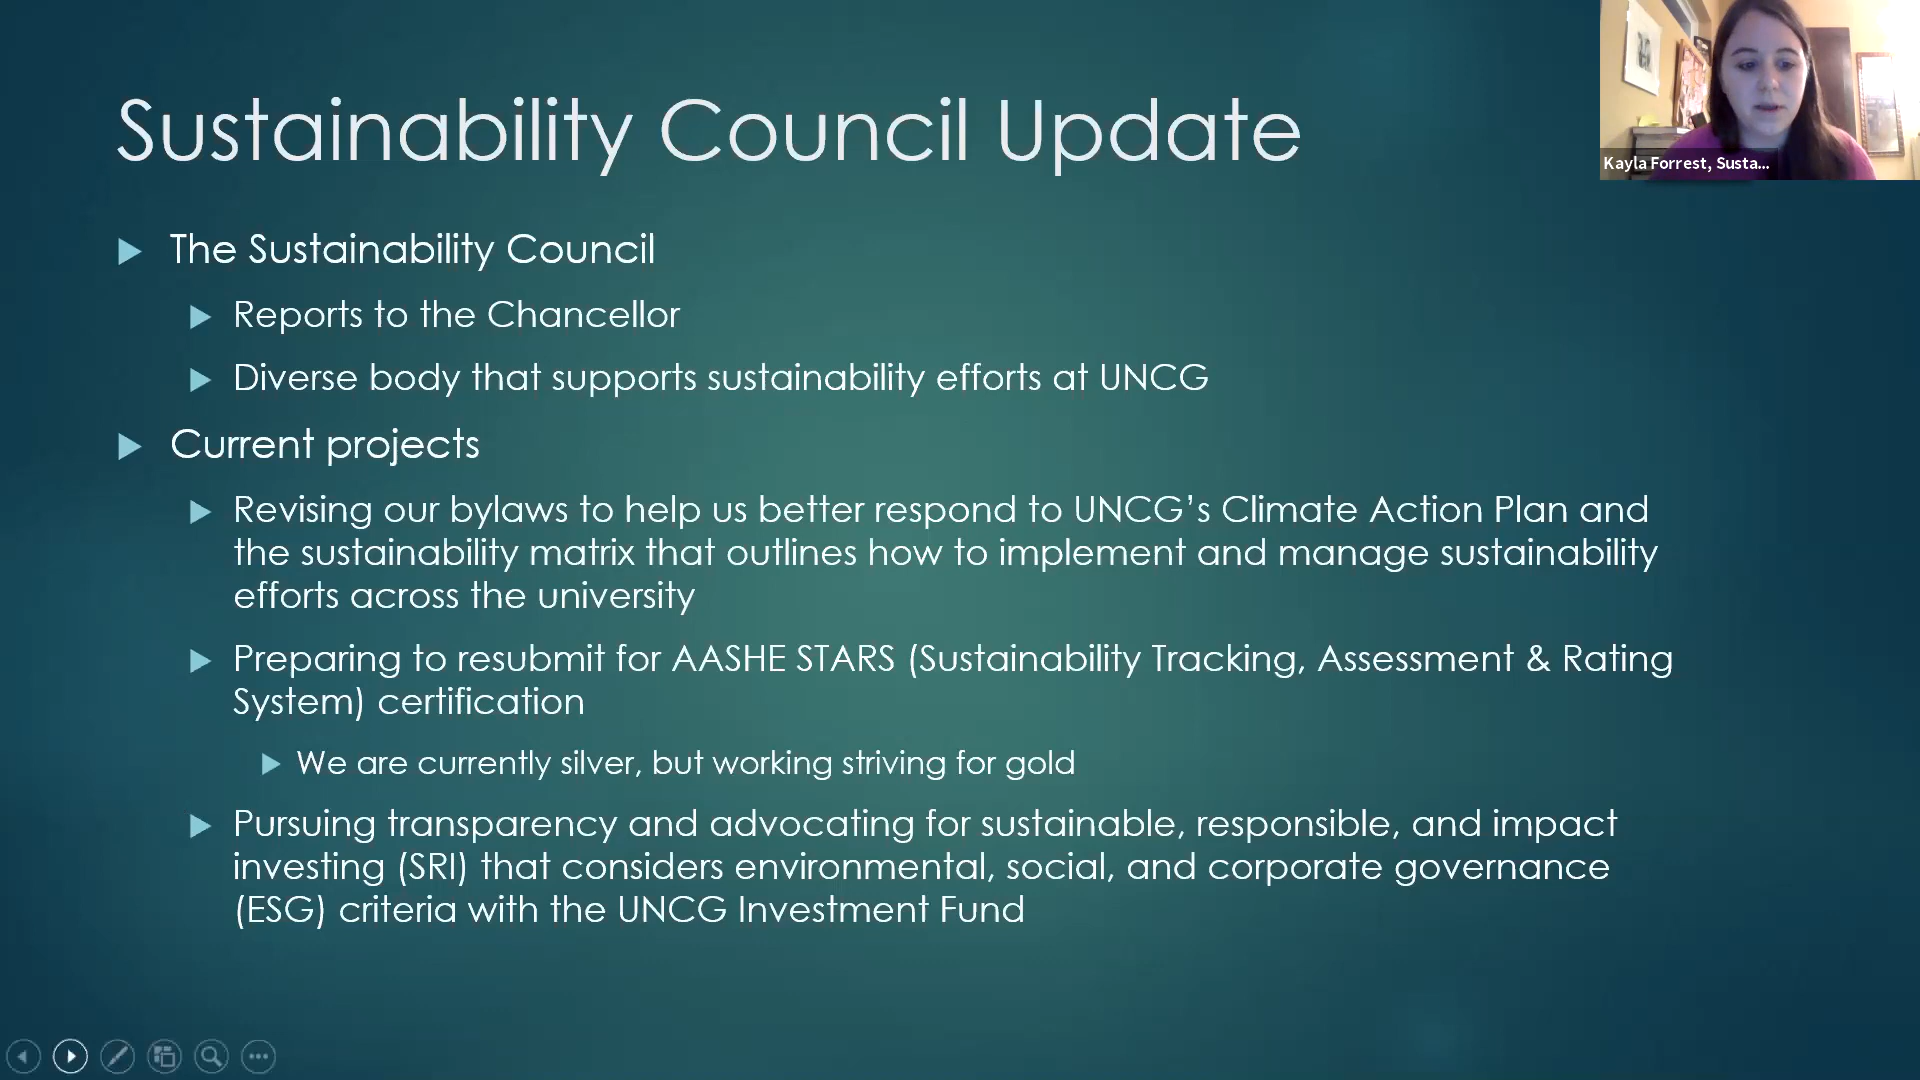 Sustainability Council Update
Kayla Forrest, Susta...
The Sustainability Council
Reports to the Chancellor
Diverse body that supports sustainability efforts at UNCG
Current projects
Revising our bylaws to help us better respond to UNCG’s Climate Action Plan and
the sustainability matrix that outlines how to implement and manage sustainability
efforts across the university
Preparing to resubmit for AASHE STARS (Sustainability Tracking, Assessment & Rating
System) certification
We are currently silver, but working striving for gold
Pursuing transparency and advocating for sustainable, responsible, and impact
investing (SRI) that considers environmental, social, and corporate governance
(ESG) criteria with the UNCG Investment Fund